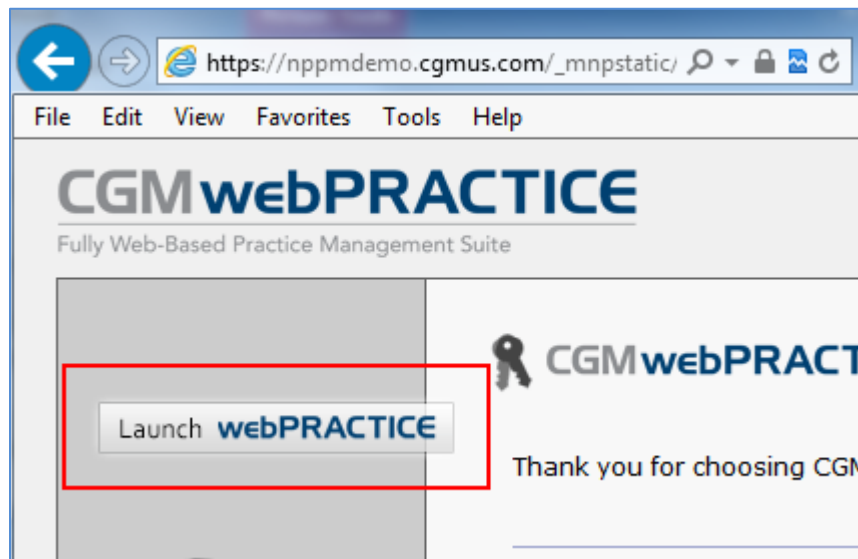 https://nppmdemo.cgmus.com/_mnpstatic/
File Edit View Favorites Tools Help
CGM webPRACTICE
Fully Web-Based Practice Management Suite
CGM webPRACT
Launch webPRACTICE
Thank you for choosing CGM